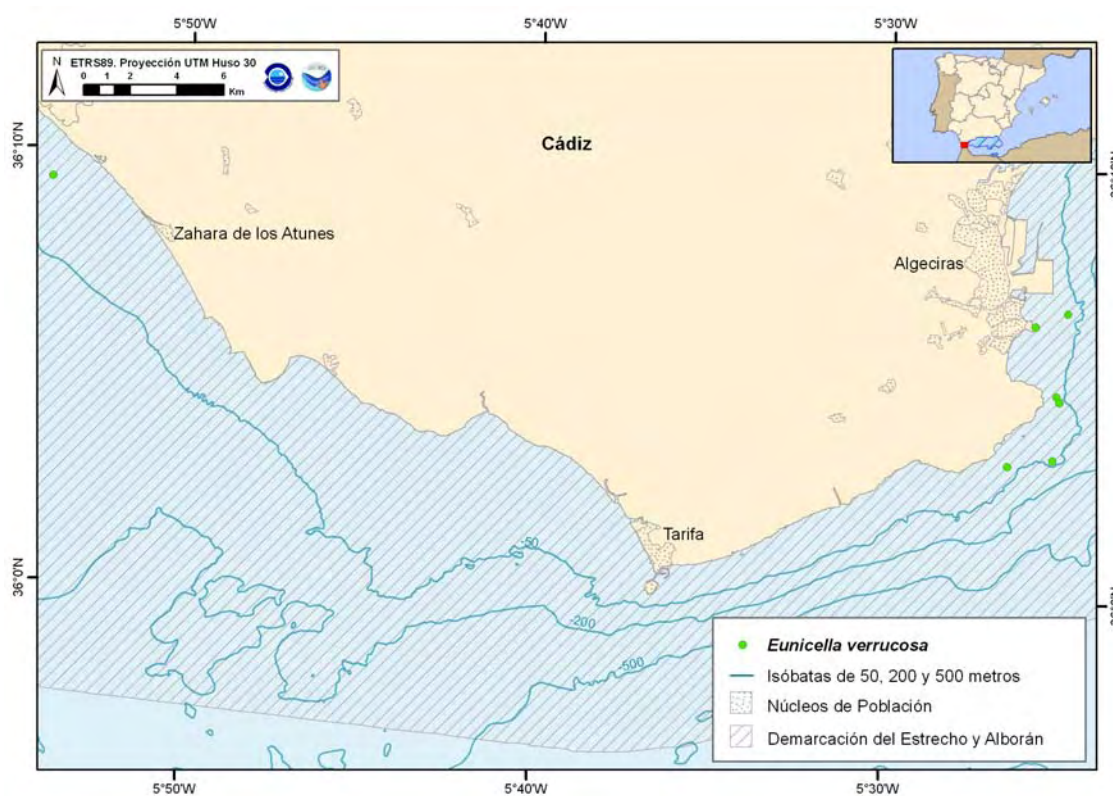 5°50'W
5°40'W
5°30'W
N
ETRS89. Proyección UTM Huso 30
0 1 2 4 6
Km
36°10'N
Cádiz
Zahara de los Atunes
Algeciras
Tarifa
-50
-200
-500
36°0'N
Eunicella verrucosa
Isóbatas de 50, 200 y 500 metros
Núcleos de Población
Demarcación del Estrecho y Alborán
5°50'W
5°40'W
5°30'W